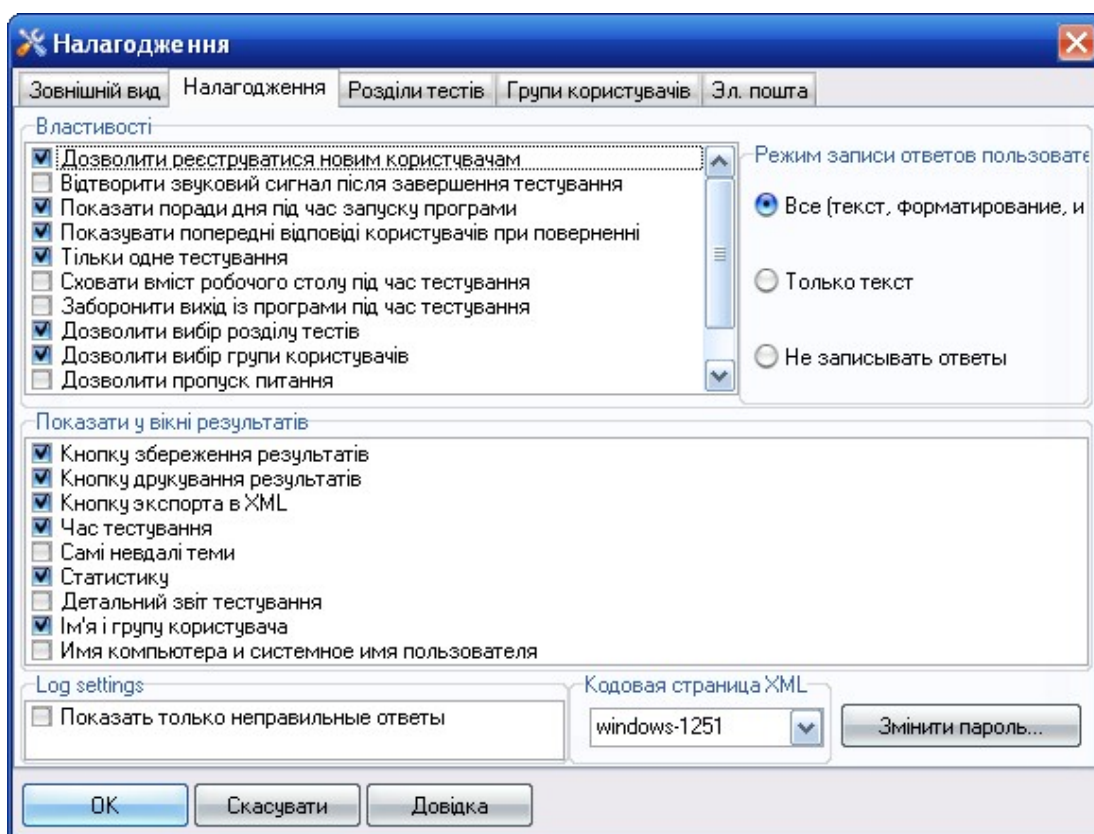 Налагодження
Зовнішній вид Налагодження Розділи тестів Групи користувачів Эл. пошта
Властивості
Дозволити реєструватися новим користувачам
Відтворити звуковий сигнал після завершення тестування
Показати поради дня під час запуску програми
Показувати попередні відповіді користувачів при поверненні
Тільки одне тестування
Сховати вміст робочого столу під час тестування
Заборонити вихід із програми під час тестування
Дозволити вибір розділу тестів
Дозволити вибір групи користувачів
Дозволити пропуск питання
Режим записи ответов пользовате
Все (текст, форматирование, и
Только текст
Не записывать ответы
Показати у вікні результатів
Кнопку збереження результатів
Кнопку друкування результатів
Кнопку экспорта в XML
Час тестування
Самі невдалі теми
Статистику
Детальний звіт тестування
Ім'я і групу користувача
Имя компьютера и системное имя пользователя
Log settings
Показать только неправильные ответы
Кодовая страница XML
windows-1251
Змінити пароль...
ОК Скасувати Довідка